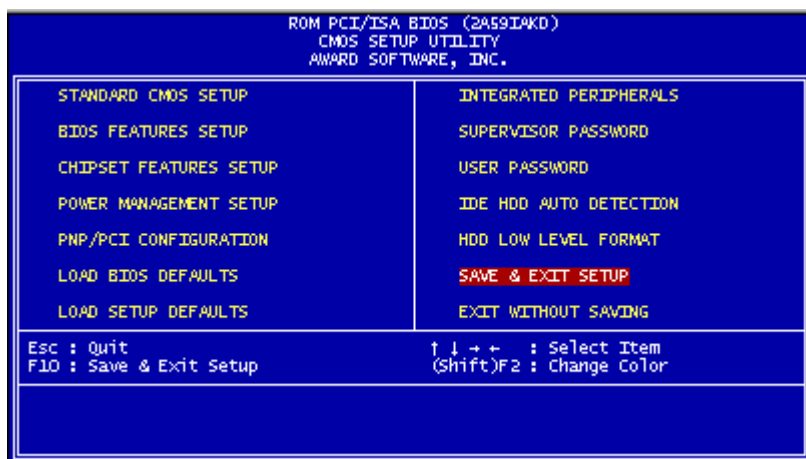 ROM PCI/ISA BIOS (2A59IAKD)
CMOS SETUP UTILITY
AWARD SOFTWARE, INC.
STANDARD CMOS SETUP
BIOS FEATURES SETUP
CHIPSET FEATURES SETUP
POWER MANAGEMENT SETUP
PNP/PCI CONFIGURATION
LOAD BIOS DEFAULTS
LOAD SETUP DEFAULTS
INTEGRATED PERIPHERALS
SUPERVISOR PASSWORD
USER PASSWORD
IDE HDD AUTO DETECTION
HDD LOW LEVEL FORMAT
SAVE & EXIT SETUP
EXIT WITHOUT SAVING
Esc : Quit
F10 : Save & Exit Setup
↑ ↓ → ← : Select Item
(Shift)F2 : Change Color